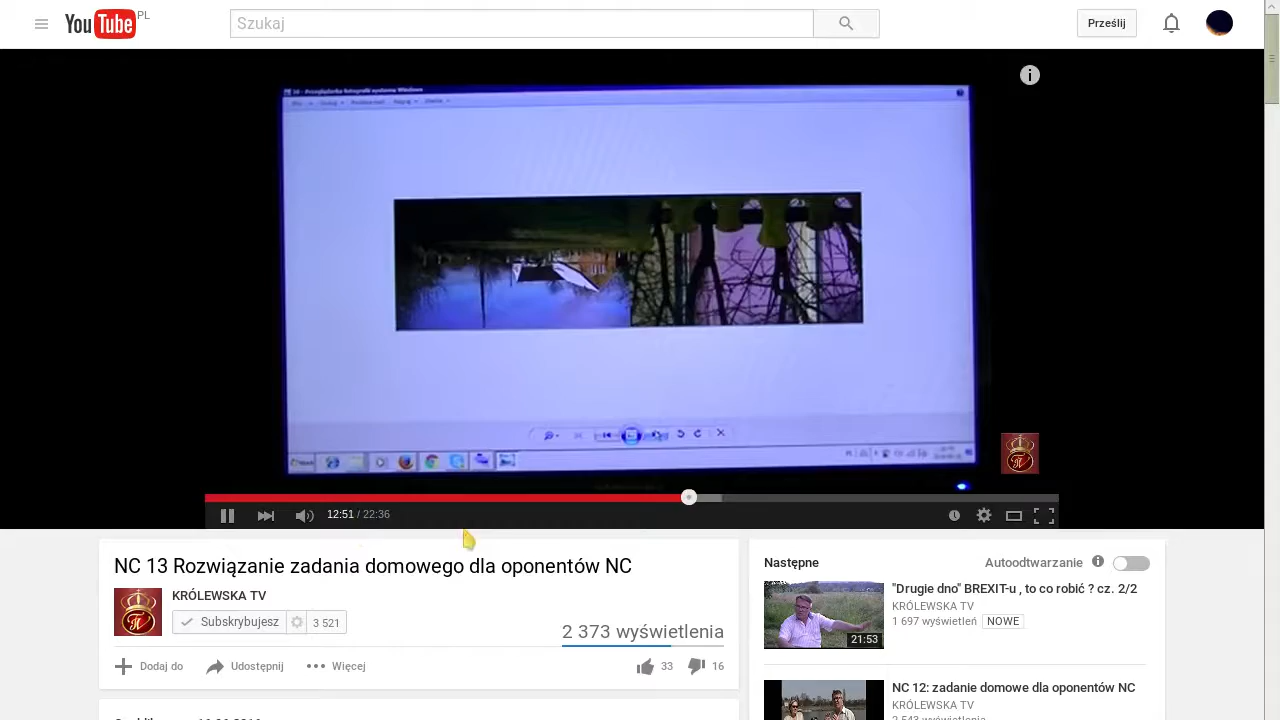 YouTube PL
Szukaj
Prześlij
12:51 / 22:36
NC 13 Rozwiązanie zadania domowego dla oponentów NC
KRÓLEWSKA TV
Subskrybujesz 3 521
2 373 wyświetlenia
Dodaj do Udostępnij Więcej 33 16
Następne
Autoodtwarzanie
21:53
"Drugie dno" BREXIT-u , to co robić ? cz. 2/2
KRÓLEWSKA TV
1 697 wyświetleń NOWE
NC 12: zadanie domowe dla oponentów NC
KRÓLEWSKA TV